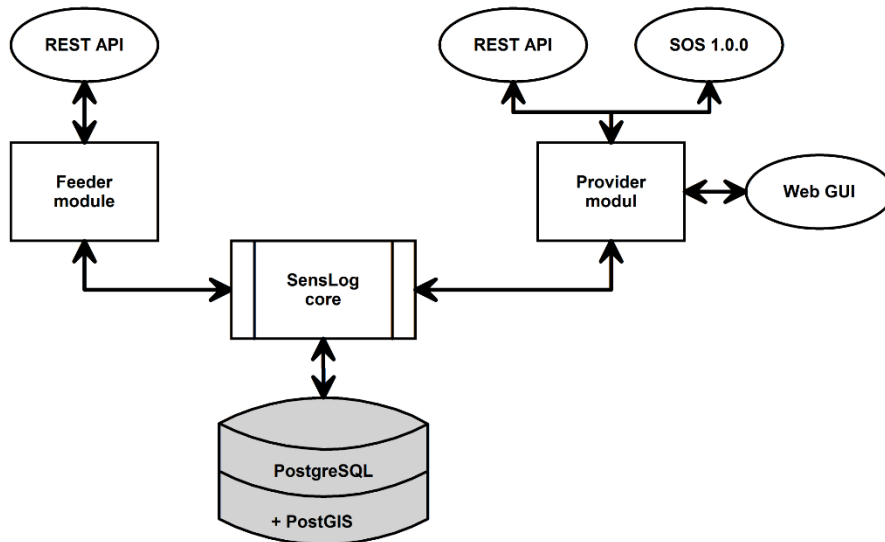 REST API
REST API
SOS 1.0.0
Feeder
module
Provider
modul
Web GUI
SensLog
core
PostgreSQL
+ PostGIS